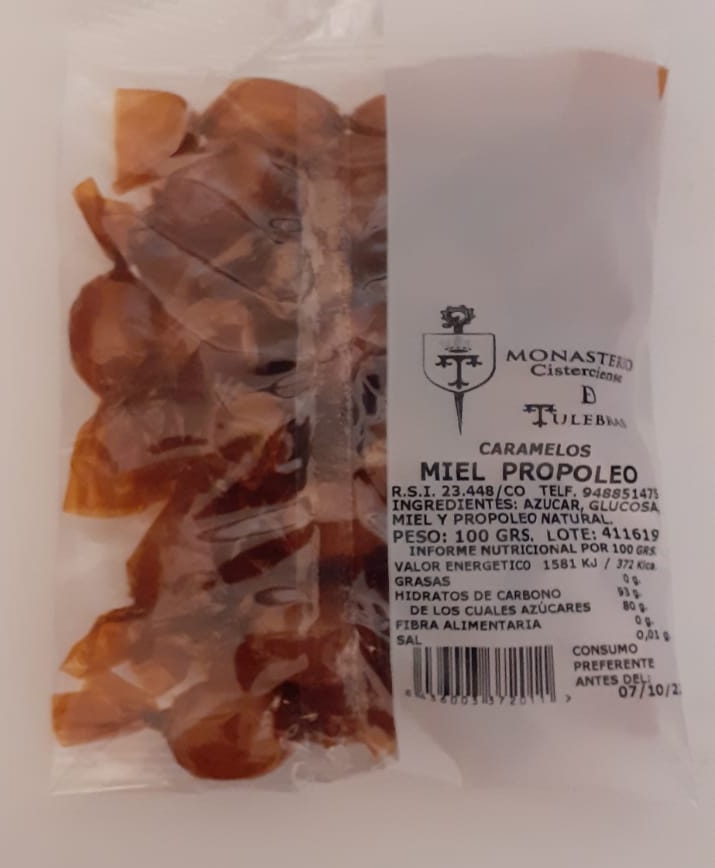 MONASTERIO
Cisterciense
D
TULEBRAS
CARAMELOS
MIEL PROPOLEO
R.S.I. 23.448/CO TELF. 948851475
INGREDIENTES: AZUCAR, GLUCOSA,
MIEL Y PROPOLEO NATURAL.
PESO: 100 GRS. LOTE: 411619
INFORME NUTRICIONAL POR 100 GRS.
VALOR ENERGETICO 1581 KJ / 372 Kica
GRASAS 0 g.
HIDRATOS DE CARBONO 93 g.
DE LOS CUALES AZÚCARES 80 g.
FIBRA ALIMENTARIA 0 g.
SAL 0,01 g.
CONSUMO
PREFERENTE
ANTES DEL:
07/10/2